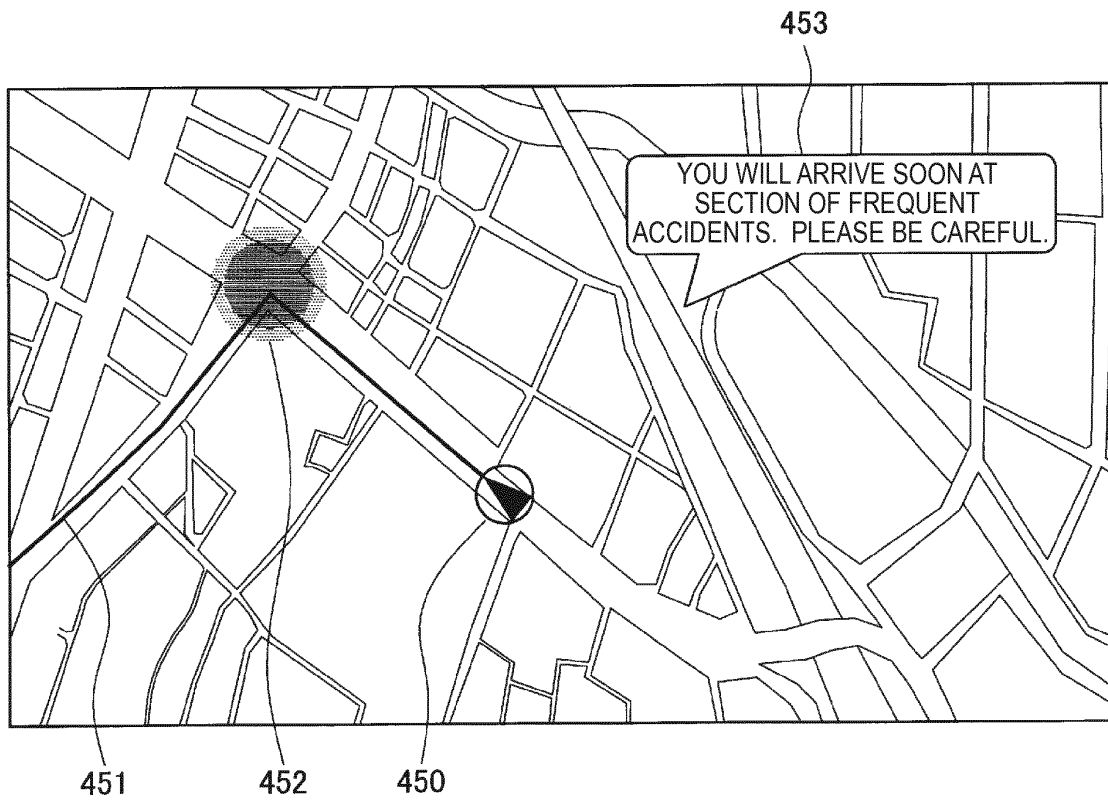 453
YOU WILL ARRIVE SOON AT
SECTION OF FREQUENT
ACCIDENTS. PLEASE BE CAREFUL.
451
452
450